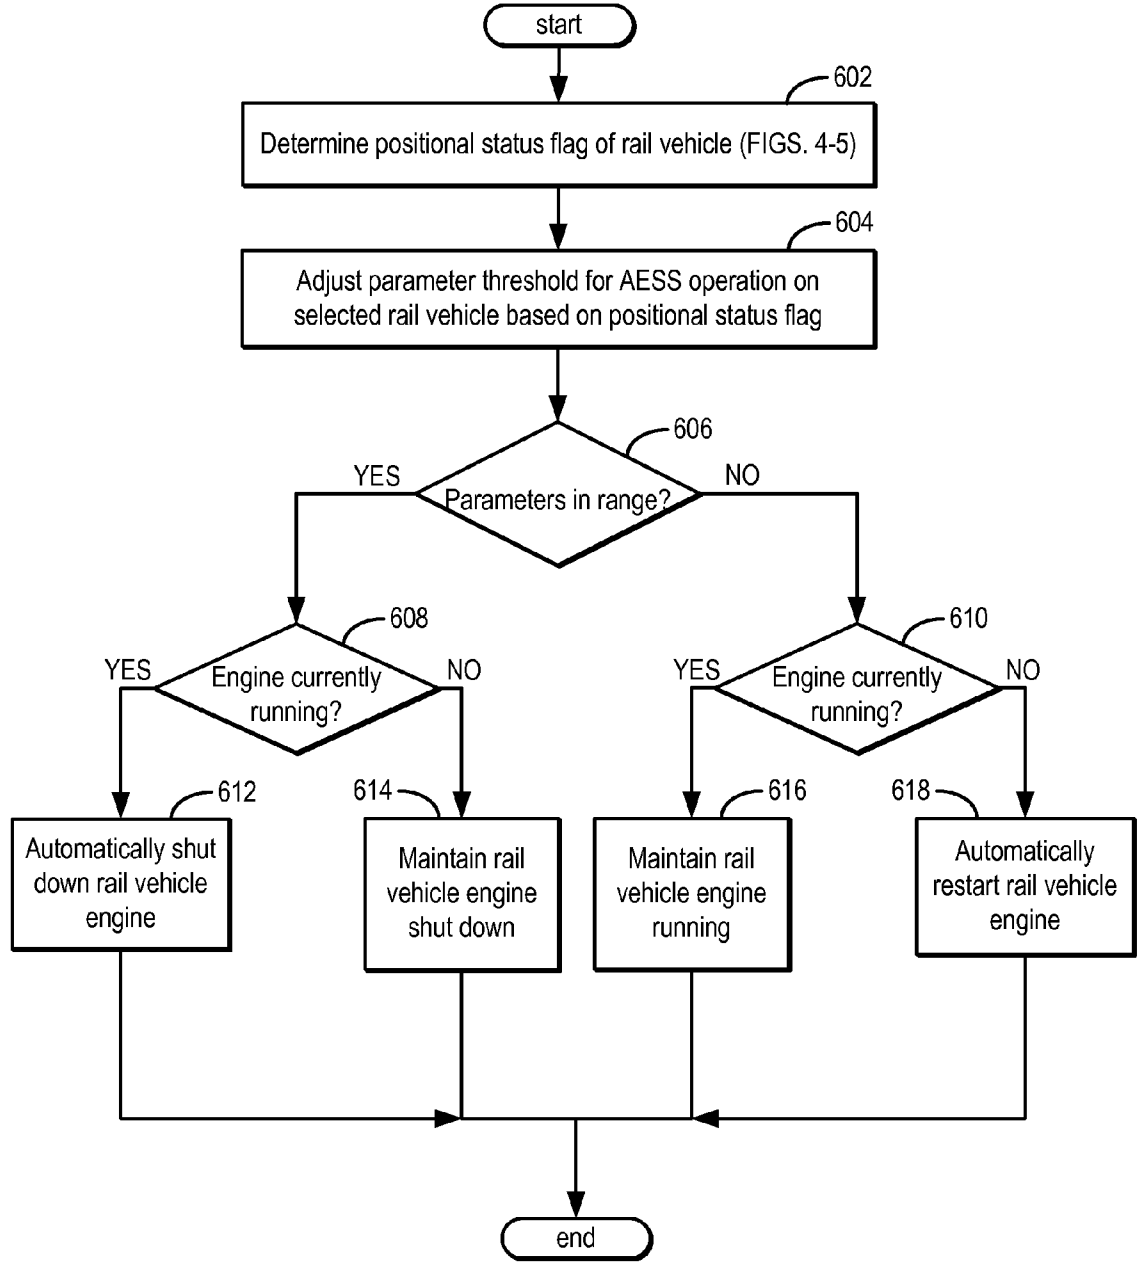 start
602
Determine positional status flag of rail vehicle (FIGS. 4-5)
604
Adjust parameter threshold for AESS operation on
selected rail vehicle based on positional status flag
606
YES
NO
Parameters in range?
608
610
YES
Engine currently
running?
NO
YES
Engine currently
running?
NO
612
614
616
618
Automatically shut
down rail vehicle
engine
Maintain rail
vehicle engine
shut down
Maintain rail
vehicle engine
running
Automatically
restart rail vehicle
engine
end